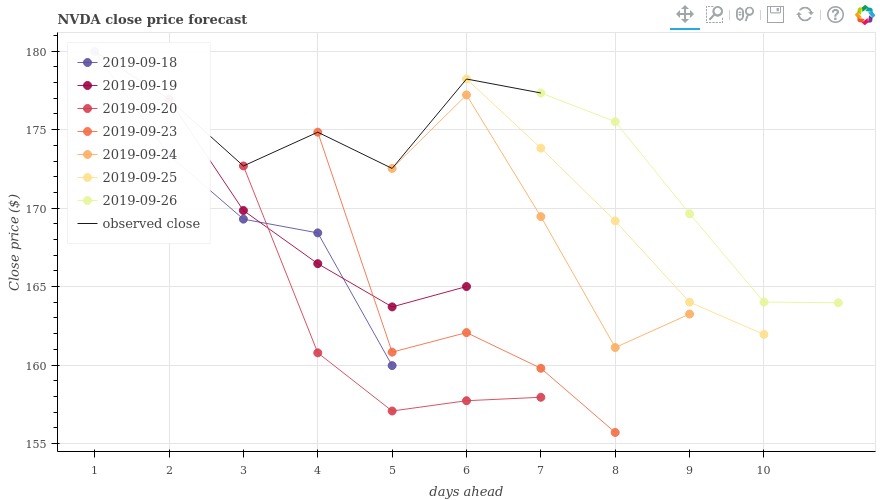 NVDA close price forecast
180
175
170
165
160
155
Close price ($)
2019-09-18
2019-09-19
2019-09-20
2019-09-23
2019-09-24
2019-09-25
2019-09-26
observed close
1 2 3 4 5 6 7 8 9 10
days ahead